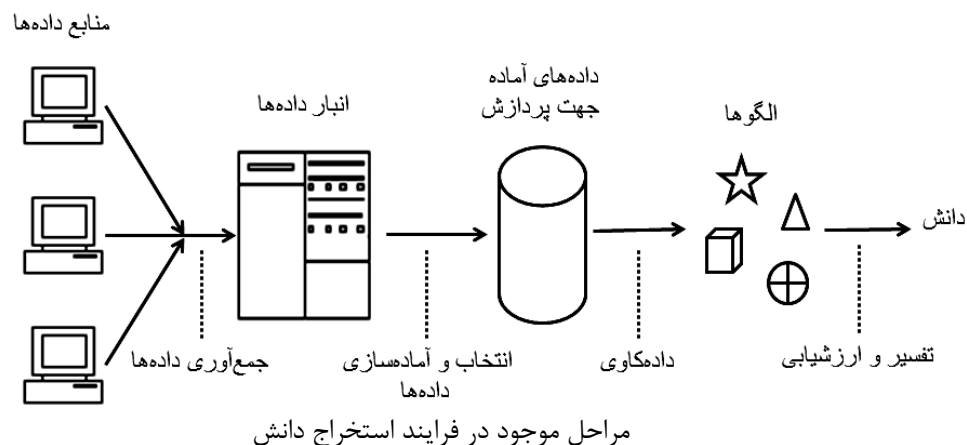 منابع داده‌ها
انبار داده‌ها
داده‌های آماده
جهت پردازش
الگوها
دانش
جمع‌آوری داده‌ها
انتخاب و آماده‌سازی
داده‌ها
داده‌کاوی
تفسیر و ارزشیابی
مراحل موجود در فرایند استخراج دانش